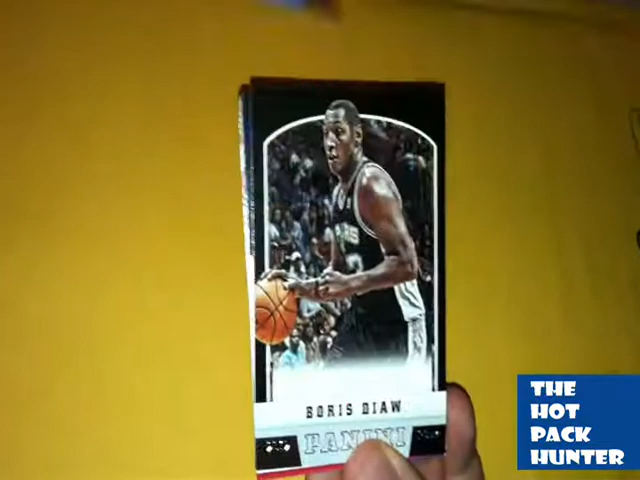 BORIS DIAW
PANINI
THE
HOT
PACK
HUNTER